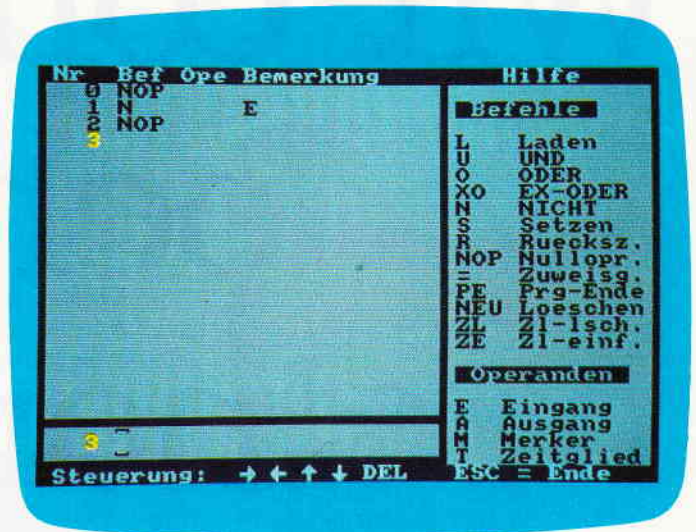 Nr Bef Ope Bemerkung
0 NOP
1 N E
2 NOP
3
3
Steuerung: → ← ↑ ↓ DEL
Hilfe
Befehle
L Laden
U UND
O ODER
XO EX-ODER
N NICHT
S Setzen
R Ruecksz.
NOP Nullopr.
= Zuweisg.
PE Prg-Ende
NEU Loeschen
ZL Zl-lsch.
ZE Zl-einf.
Operanden
E Eingang
A Ausgang
M Merker
T Zeitglied
ESC = Ende